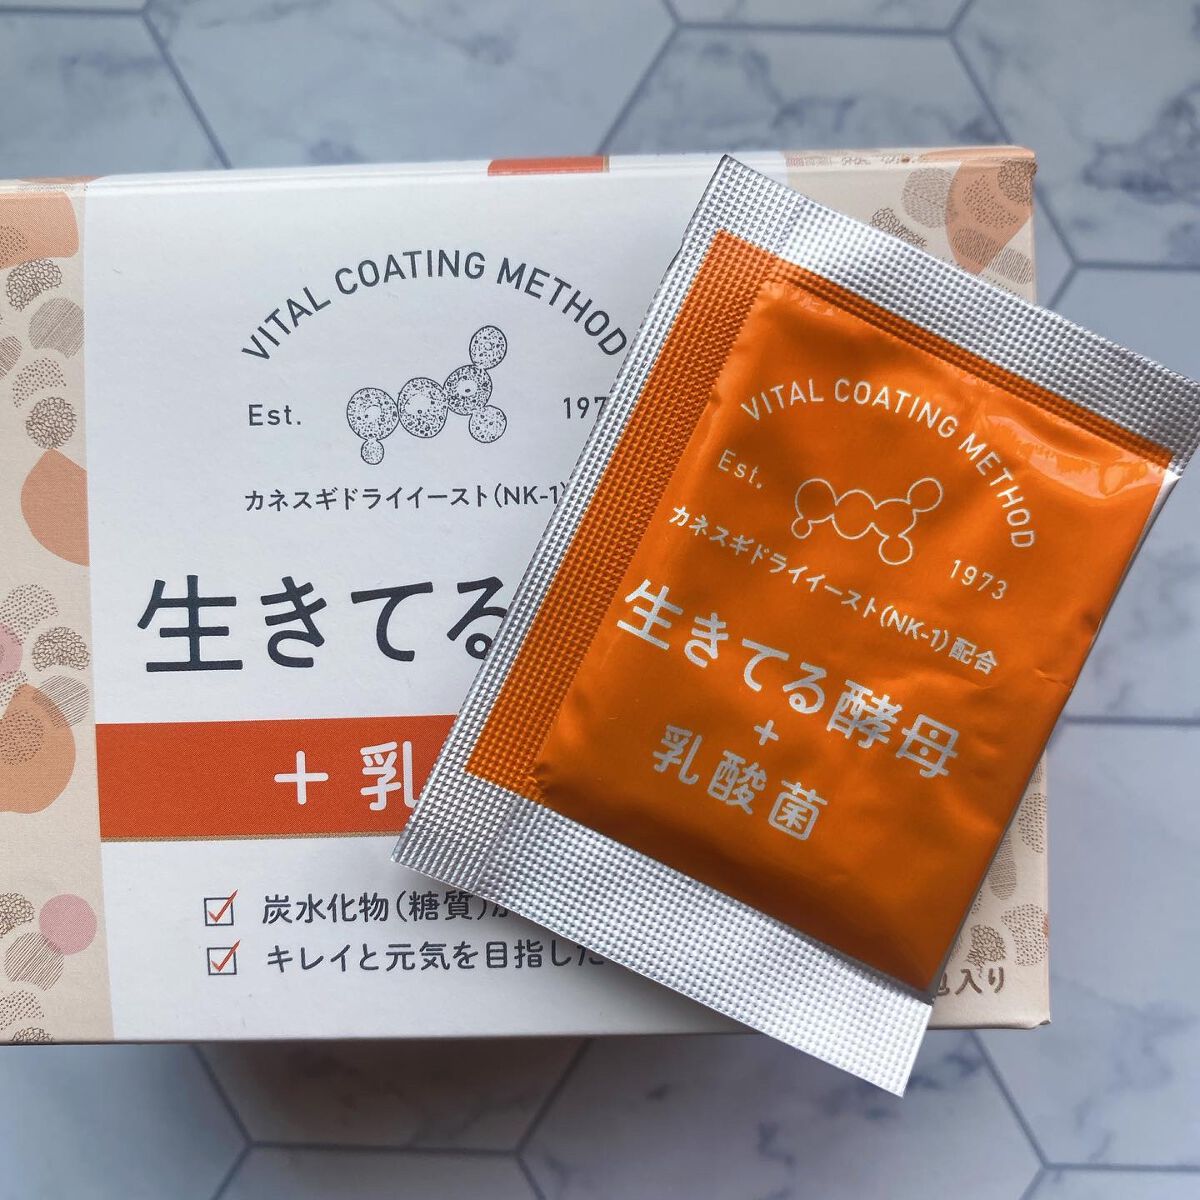 VITAL COATING METHOD
Est.
カネスギドライイースト(NK-1)
生きてる
+ 乳
炭水化物(糖質)が
キレイと元気を目指した
包入り
VITAL COATING METHOD
Est.
1973
カネスギドライイースト(NK-1)配合
生きてる酵母
+
乳酸菌